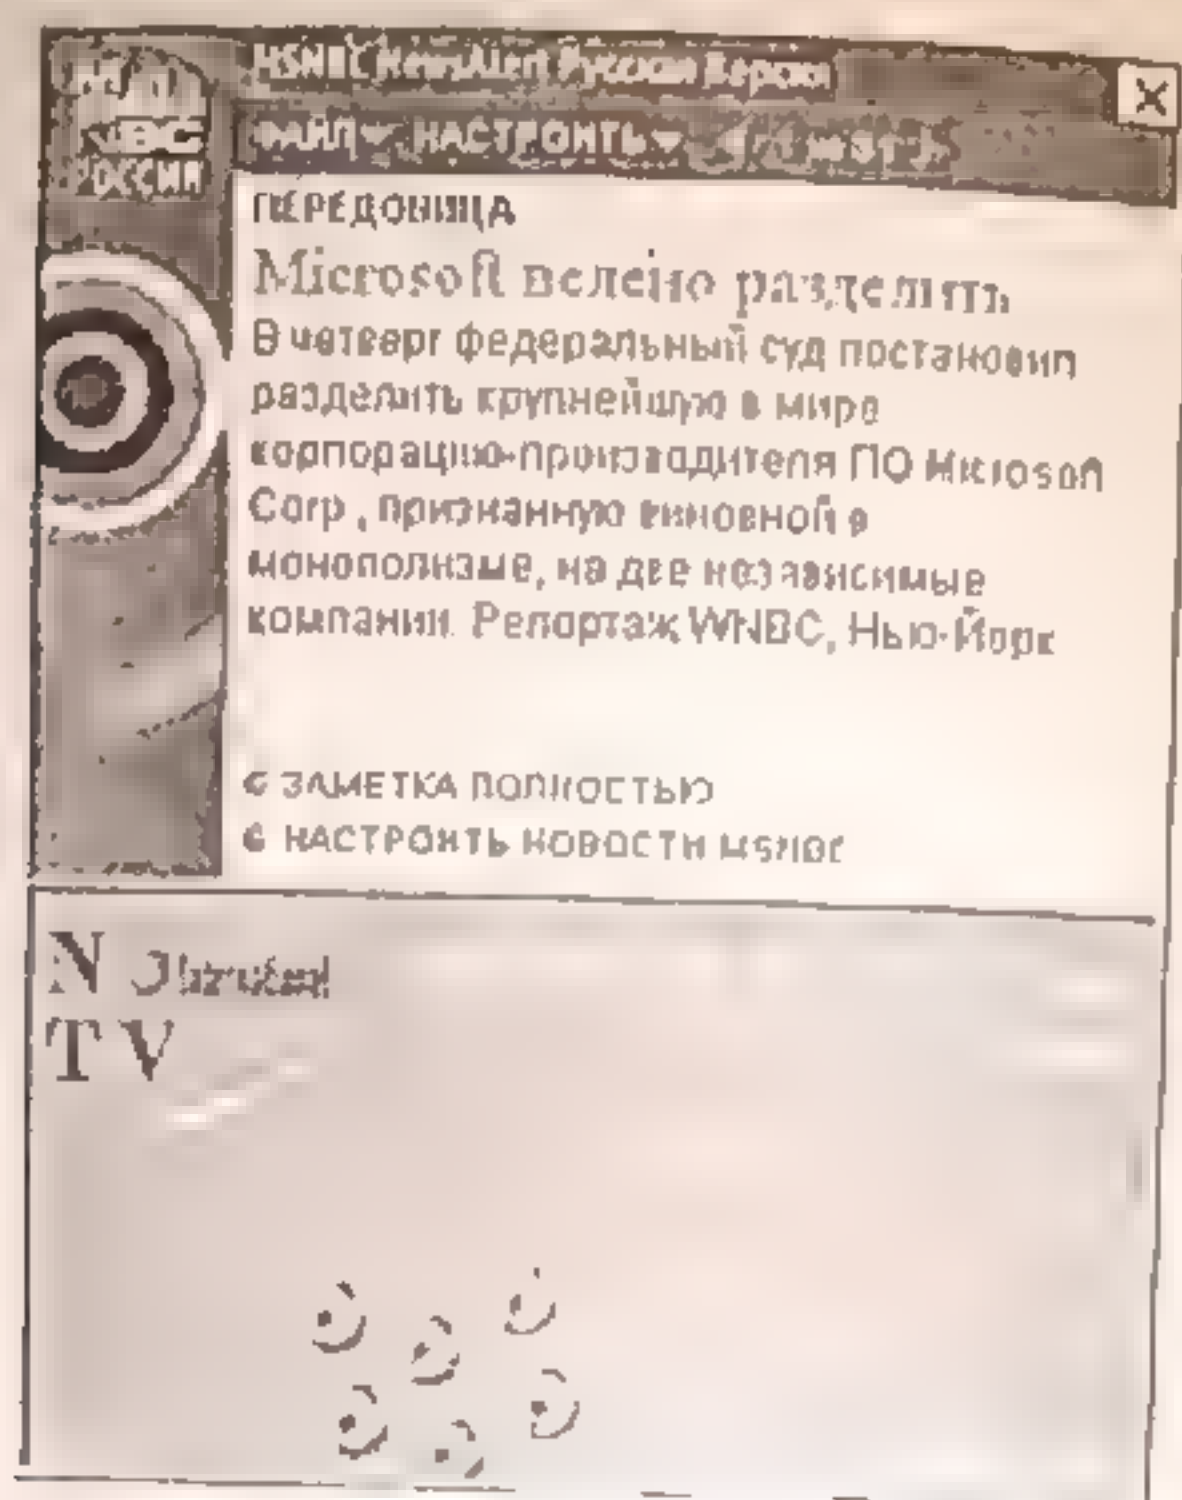 MSNBC NewsAlert Русская Версия
ФАЙЛ НАСТРОИТЬ
РОССИЯ
ПЕРЕДОВИЦА
Microsoft велено разделить
В четверг федеральный суд постановил
разделить крупнейшую в мире
корпорацию-производителя ПО Microsoft
Corp, признанную виновной в
монополизме, на две независимые
компании. Репортаж WNBC, Нью-Йорк
ЗАМЕТКА ПОЛНОСТЬЮ
НАСТРОИТЬ НОВОСТИ MSNBC
N
TV